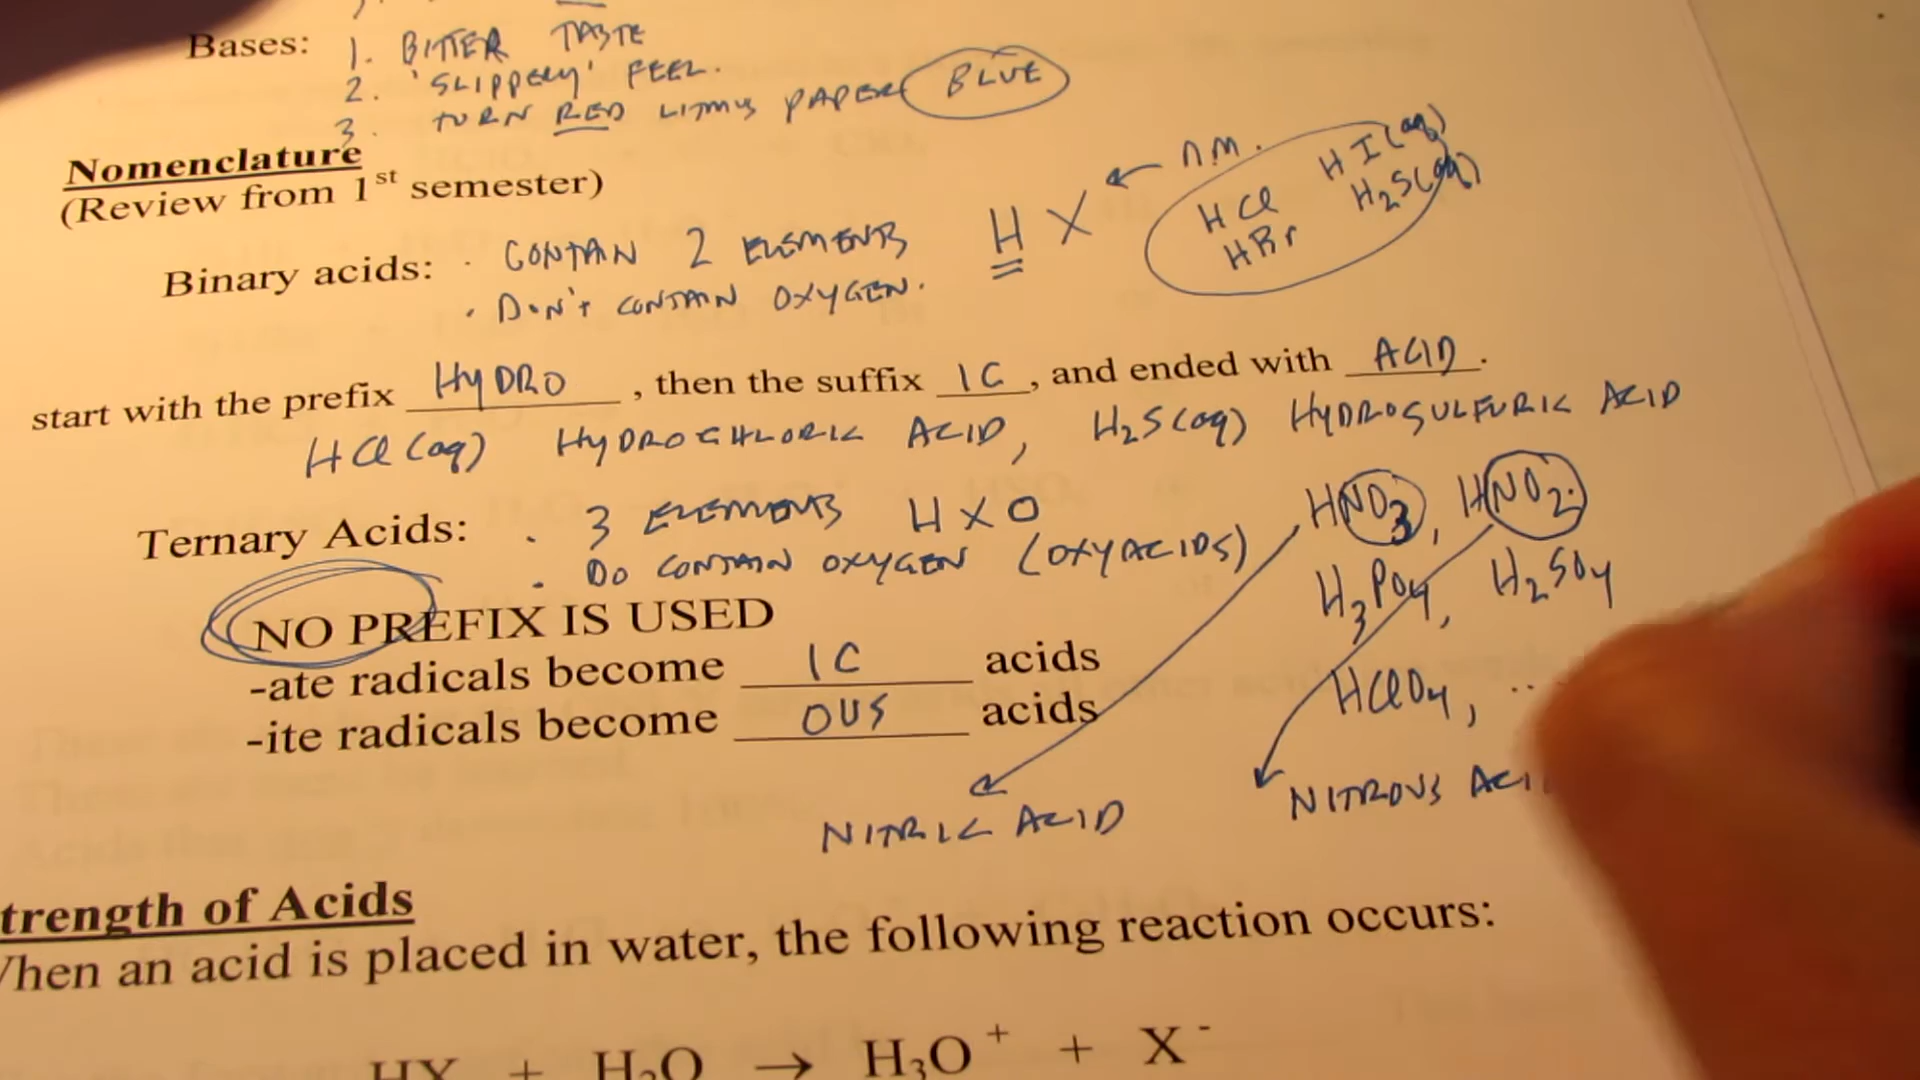 Bases: 1. BITTER TASTE
2. 'SLIPPERY' FEEL.
3. TURN RED LITMUS PAPER BLUE
Nomenclature
(Review from 1st semester)
Binary acids: · CONTAIN 2 ELEMENTS HX ← n.m. HCl HI(aq)
HBr H₂S(aq)
· DON'T CONTAIN OXYGEN.
start with the prefix HYDRO, then the suffix IC, and ended with ACID.
HCl(aq) HYDROCHLORIC ACID, H₂S(aq) HYDROSULFURIC ACID
Ternary Acids: · 3 ELEMENTS HXO HNO₃, HNO₂.
· DO CONTAIN OXYGEN (OXYACIDS) H₃PO₄, H₂SO₄
NO PREFIX IS USED
-ate radicals become IC acids HClO₄, ..
-ite radicals become OUS acids
NITRIC ACID NITROUS ACI
trength of Acids
hen an acid is placed in water, the following reaction occurs:
HX + H₂O → H₃O⁺ + X⁻